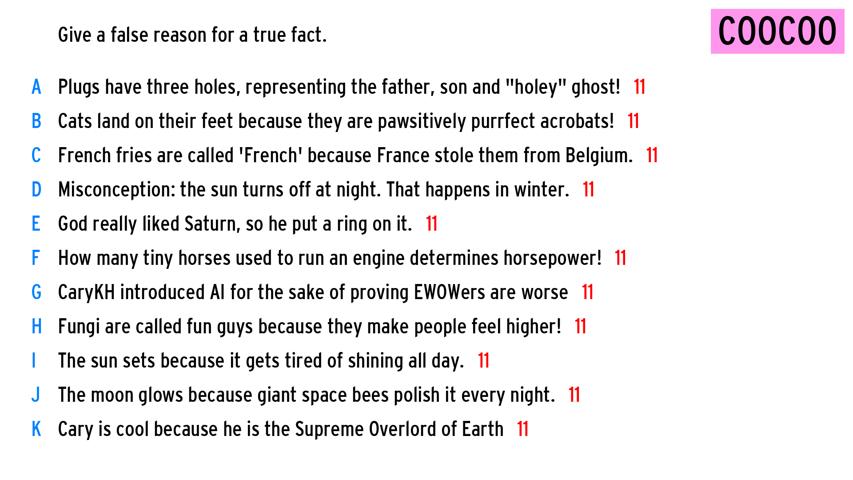 Give a false reason for a true fact.
COOCOO
A Plugs have three holes, representing the father, son and "holey" ghost! 11
B Cats land on their feet because they are pawsitively purrfect acrobats! 11
C French fries are called 'French' because France stole them from Belgium. 11
D Misconception: the sun turns off at night. That happens in winter. 11
E God really liked Saturn, so he put a ring on it. 11
F How many tiny horses used to run an engine determines horsepower! 11
G CaryKH introduced AI for the sake of proving EWOWers are worse 11
H Fungi are called fun guys because they make people feel higher! 11
I The sun sets because it gets tired of shining all day. 11
J The moon glows because giant space bees polish it every night. 11
K Cary is cool because he is the Supreme Overlord of Earth 11